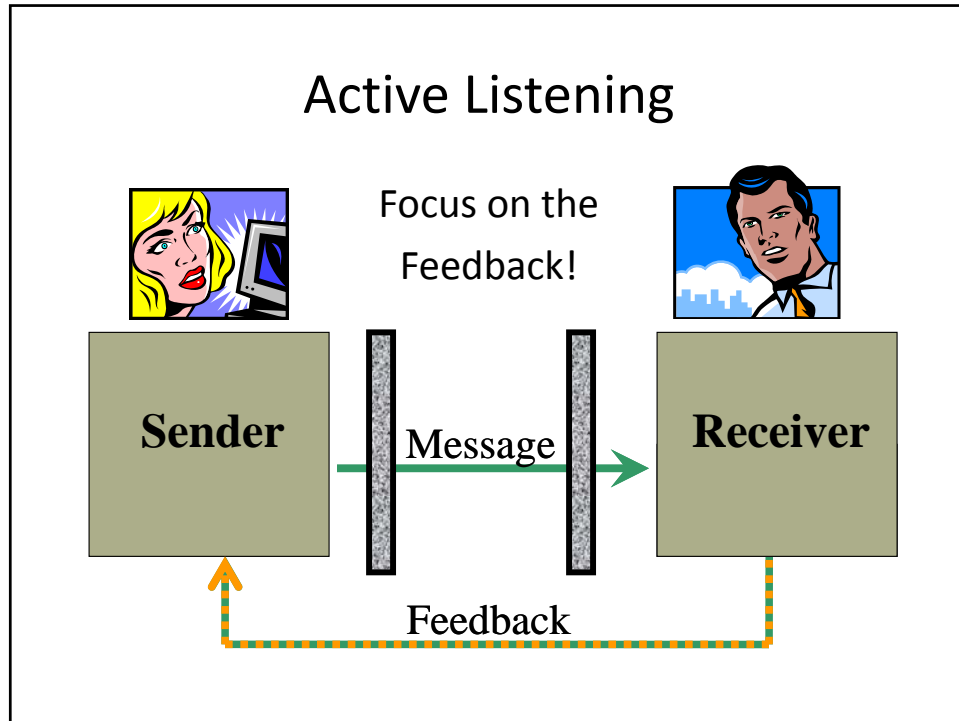 Active Listening
Focus on the
Feedback!
Sender
Message
Receiver
Feedback